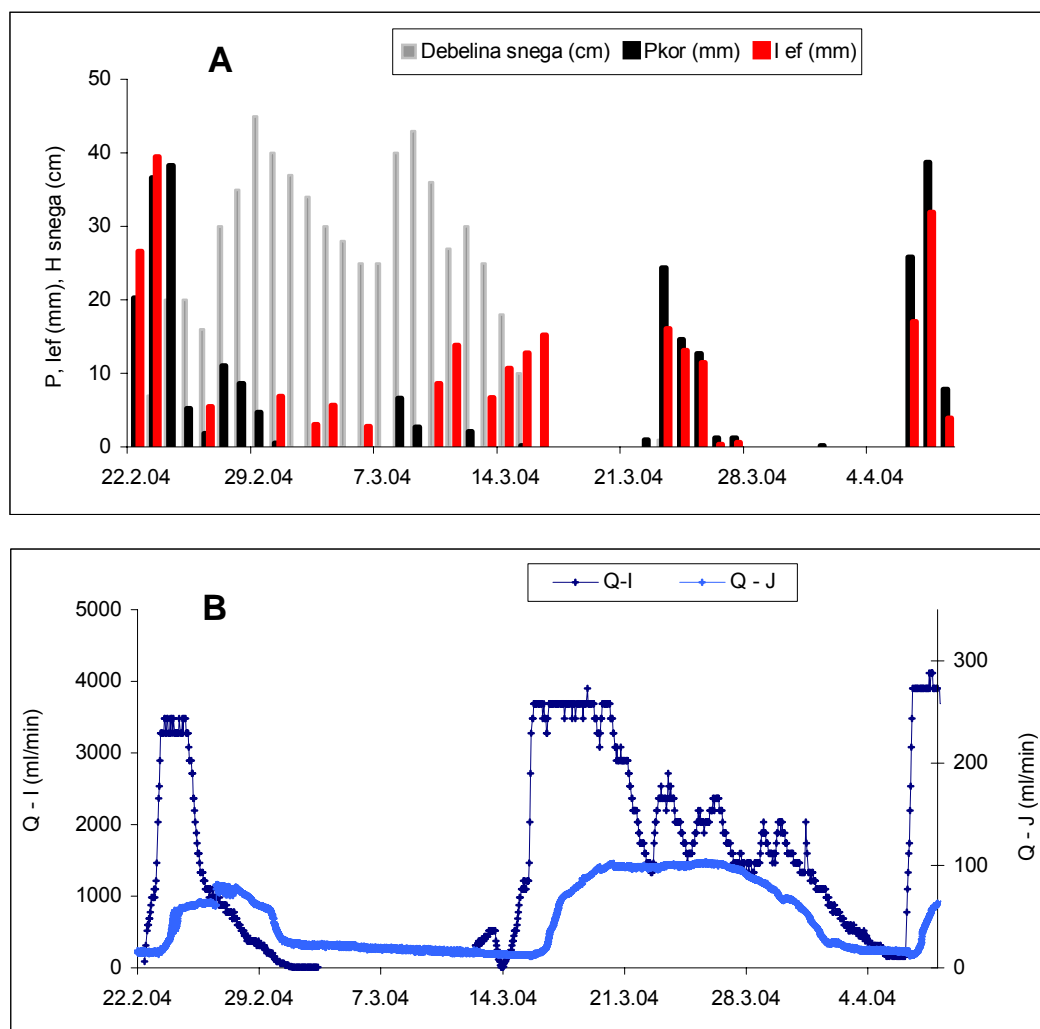 A
Debelina snega (cm) Pkor (mm) I ef (mm)
P, Ief (mm), H snega (cm)
50
40
30
20
10
0
22.2.04 29.2.04 7.3.04 14.3.04 21.3.04 28.3.04 4.4.04
B
Q-I Q - J
Q - I (ml/min)
5000
4000
3000
2000
1000
0
Q - J (ml/min)
300
200
100
0
22.2.04 29.2.04 7.3.04 14.3.04 21.3.04 28.3.04 4.4.04